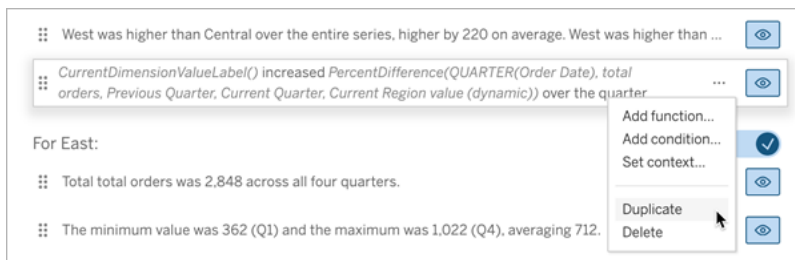 West was higher than Central over the entire series, higher by 220 on average. West was higher than ...
CurrentDimensionValueLabel() increased PercentDifference(QUARTER(Order Date), total
orders, Previous Quarter, Current Quarter, Current Region value (dynamic)) over the quarter
...
Add function...
Add condition...
Set context...
Duplicate
Delete
For East:
Total total orders was 2,848 across all four quarters.
The minimum value was 362 (Q1) and the maximum was 1,022 (Q4), averaging 712.